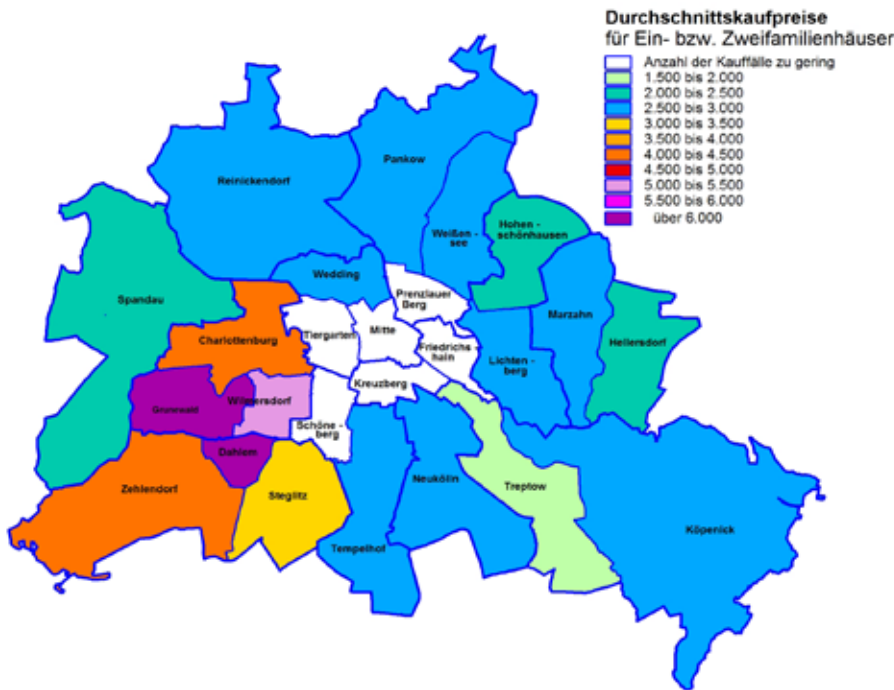 Durchschnittskaufpreise
für Ein- bzw. Zweifamilienhäuser
Anzahl der Kauffälle zu gering
1.500 bis 2.000
2.000 bis 2.500
2.500 bis 3.000
3.000 bis 3.500
3.500 bis 4.000
4.000 bis 4.500
4.500 bis 5.000
5.000 bis 5.500
5.500 bis 6.000
über 6.000
Reinickendorf
Pankow
Weißen -
see
Hohen -
schönhausen
Wedding
Spandau
Prenzlauer
Berg
Marzahn
Charlottenburg
Tiergarten
Mitte
Friedrichs
hain
Lichten -
berg
Hellersdorf
Kreuzberg
Grunewald
Wilmersdorf
Schöne -
berg
Dahlem
Zehlendorf
Steglitz
Neukölln
Treptow
Köpenick
Tempelhof